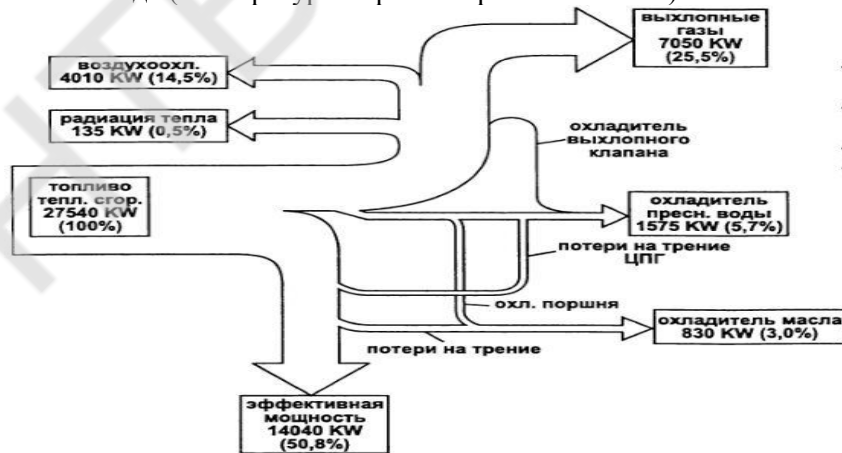 выхлопные
газы
7050 KW
(25,5%)
воздухоохл.
4010 KW (14,5%)
радиация тепла
135 KW (0,5%)
охладитель
выхлопного
клапана
топливо
тепл. сгор.
27540 KW
(100%)
охладитель
пресн. воды
1575 KW (5,7%)
потери на трение
ЦПГ
охл. поршня
охладитель масла
830 KW (3,0%)
потери на трение
эффективная
мощность
14040 KW
(50,8%)